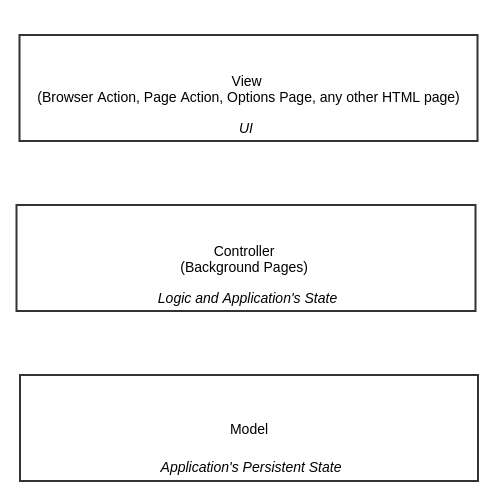 View
(Browser Action, Page Action, Options Page, any other HTML page)
UI
Controller
(Background Pages)
Logic and Application's State
Model
Application's Persistent State